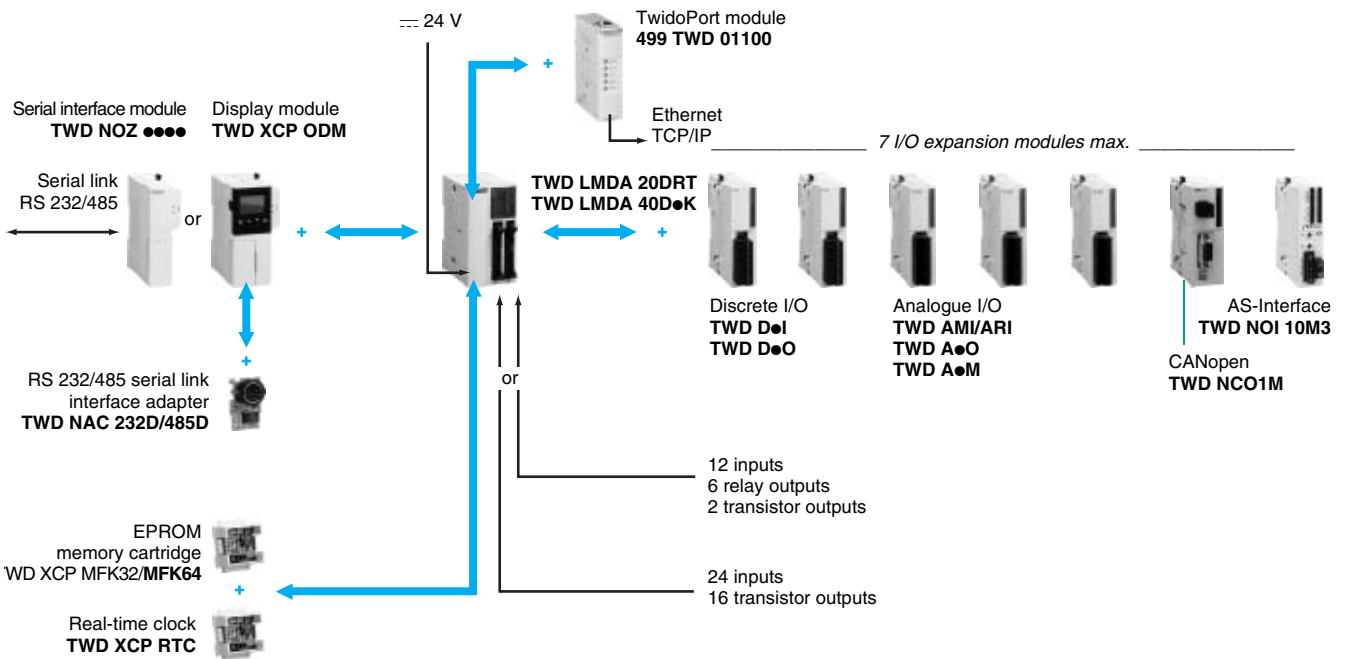 ⎓ 24 V
TwidoPort module
499 TWD 01100
Ethernet
TCP/IP
Serial interface module
TWD NOZ ●●●●
Display module
TWD XCP ODM
Serial link
RS 232/485
or
+
+
7 I/O expansion modules max.
TWD LMDA 20DRT
TWD LMDA 40D●K
+
Discrete I/O
TWD D●I
TWD D●O
Analogue I/O
TWD AMI/ARI
TWD A●O
TWD A●M
AS-Interface
TWD NOI 10M3
CANopen
TWD NCO1M
+
RS 232/485 serial link
interface adapter
TWD NAC 232D/485D
or
12 inputs
6 relay outputs
2 transistor outputs
EPROM
memory cartridge
WD XCP MFK32/MFK64
+
24 inputs
16 transistor outputs
Real-time clock
TWD XCP RTC